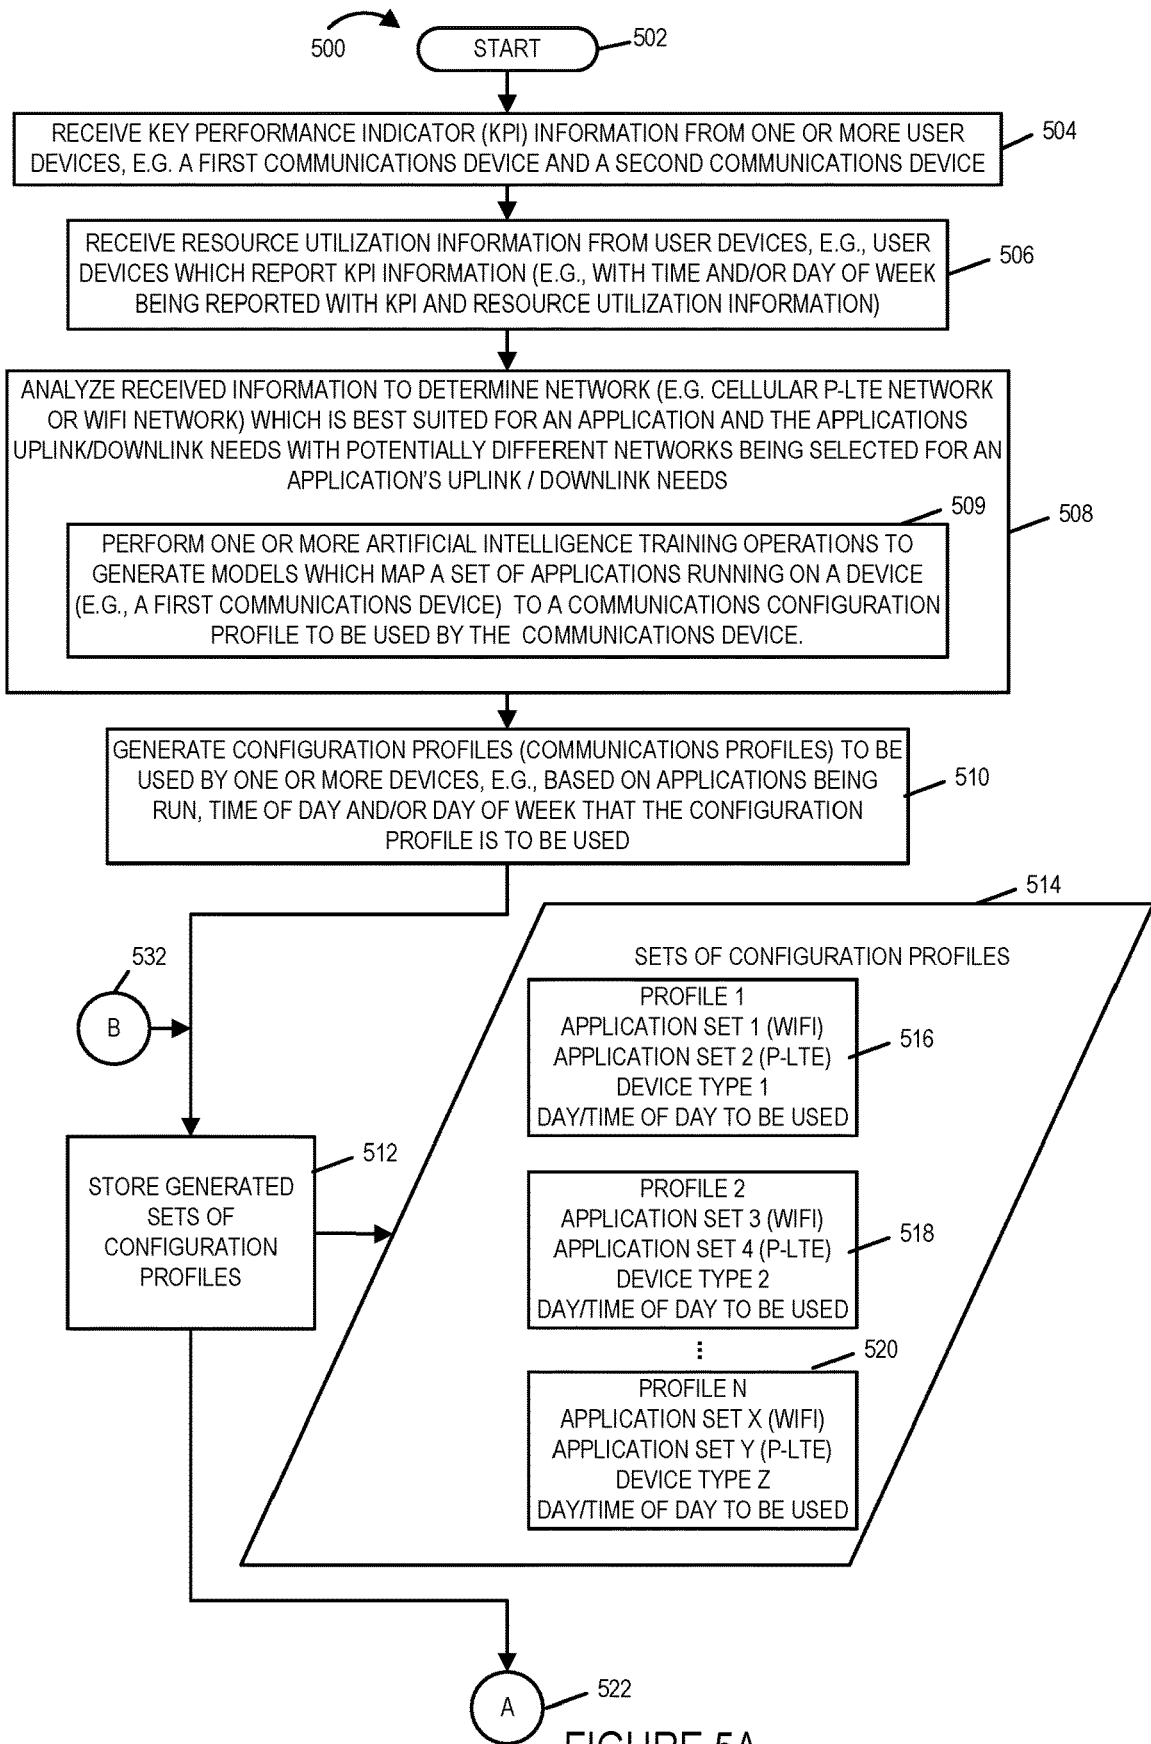 500
START
502
RECEIVE KEY PERFORMANCE INDICATOR (KPI) INFORMATION FROM ONE OR MORE USER
DEVICES, E.G. A FIRST COMMUNICATIONS DEVICE AND A SECOND COMMUNICATIONS DEVICE
504
RECEIVE RESOURCE UTILIZATION INFORMATION FROM USER DEVICES, E.G., USER
DEVICES WHICH REPORT KPI INFORMATION (E.G., WITH TIME AND/OR DAY OF WEEK
BEING REPORTED WITH KPI AND RESOURCE UTILIZATION INFORMATION)
506
ANALYZE RECEIVED INFORMATION TO DETERMINE NETWORK (E.G. CELLULAR P-LTE NETWORK
OR WIFI NETWORK) WHICH IS BEST SUITED FOR AN APPLICATION AND THE APPLICATIONS
UPLINK/DOWNLINK NEEDS WITH POTENTIALLY DIFFERENT NETWORKS BEING SELECTED FOR AN
APPLICATION'S UPLINK / DOWNLINK NEEDS
508
509
PERFORM ONE OR MORE ARTIFICIAL INTELLIGENCE TRAINING OPERATIONS TO
GENERATE MODELS WHICH MAP A SET OF APPLICATIONS RUNNING ON A DEVICE
(E.G., A FIRST COMMUNICATIONS DEVICE) TO A COMMUNICATIONS CONFIGURATION
PROFILE TO BE USED BY THE COMMUNICATIONS DEVICE.
GENERATE CONFIGURATION PROFILES (COMMUNICATIONS PROFILES) TO BE
USED BY ONE OR MORE DEVICES, E.G., BASED ON APPLICATIONS BEING
RUN, TIME OF DAY AND/OR DAY OF WEEK THAT THE CONFIGURATION
PROFILE IS TO BE USED
510
532
B
STORE GENERATED
SETS OF
CONFIGURATION
PROFILES
512
514
SETS OF CONFIGURATION PROFILES
PROFILE 1
APPLICATION SET 1 (WIFI)
APPLICATION SET 2 (P-LTE)
DEVICE TYPE 1
DAY/TIME OF DAY TO BE USED
516
PROFILE 2
APPLICATION SET 3 (WIFI)
APPLICATION SET 4 (P-LTE)
DEVICE TYPE 2
DAY/TIME OF DAY TO BE USED
518
⋮
520
PROFILE N
APPLICATION SET X (WIFI)
APPLICATION SET Y (P-LTE)
DEVICE TYPE Z
DAY/TIME OF DAY TO BE USED
A
522
FIGURE 5A